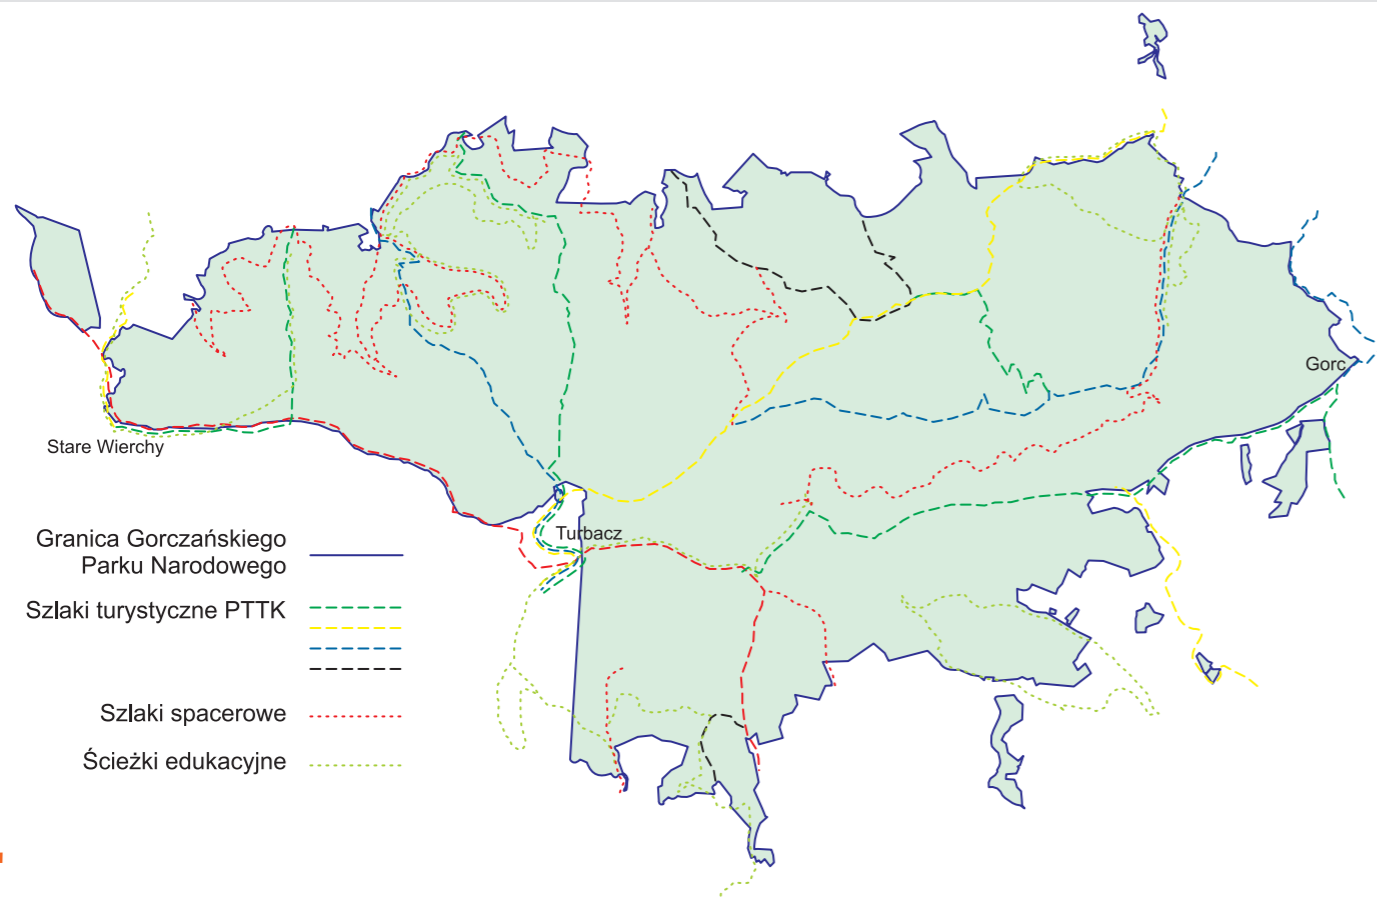 Gorc
Stare Wierchy
Turbacz
Granica Gorczańskiego
Parku Narodowego
Szlaki turystyczne PTTK
Szlaki spacerowe
Ścieżki edukacyjne